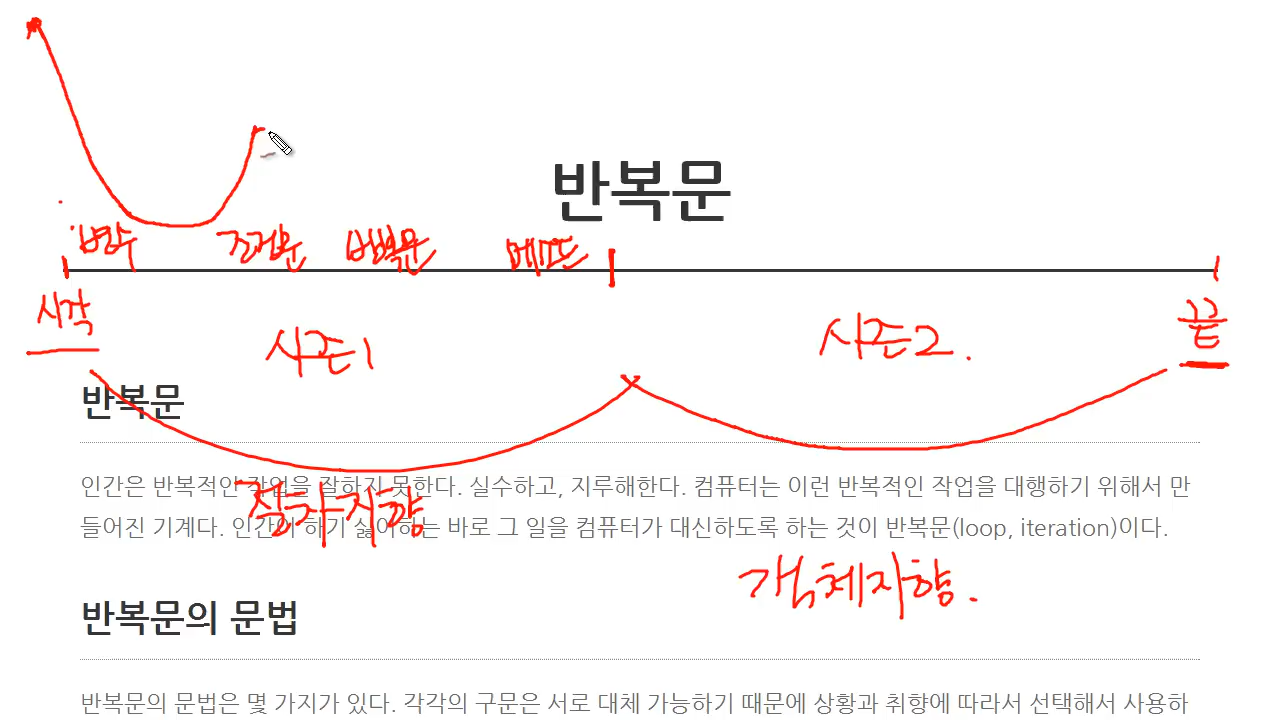 반복문
변수 조건문 반복문 메소드
시작 시즌1 시즌2. 끝
반복문
인간은 반복적인 작업을 잘하지 못한다. 실수하고, 지루해한다. 컴퓨터는 이런 반복적인 작업을 대행하기 위해서 만
절차지향
들어진 기계다. 인간이 하기 싫어하는 바로 그 일을 컴퓨터가 대신하도록 하는 것이 반복문(loop, iteration)이다.
객체지향.
반복문의 문법
반복문의 문법은 몇 가지가 있다. 각각의 구문은 서로 대체 가능하기 때문에 상황과 취향에 따라서 선택해서 사용하